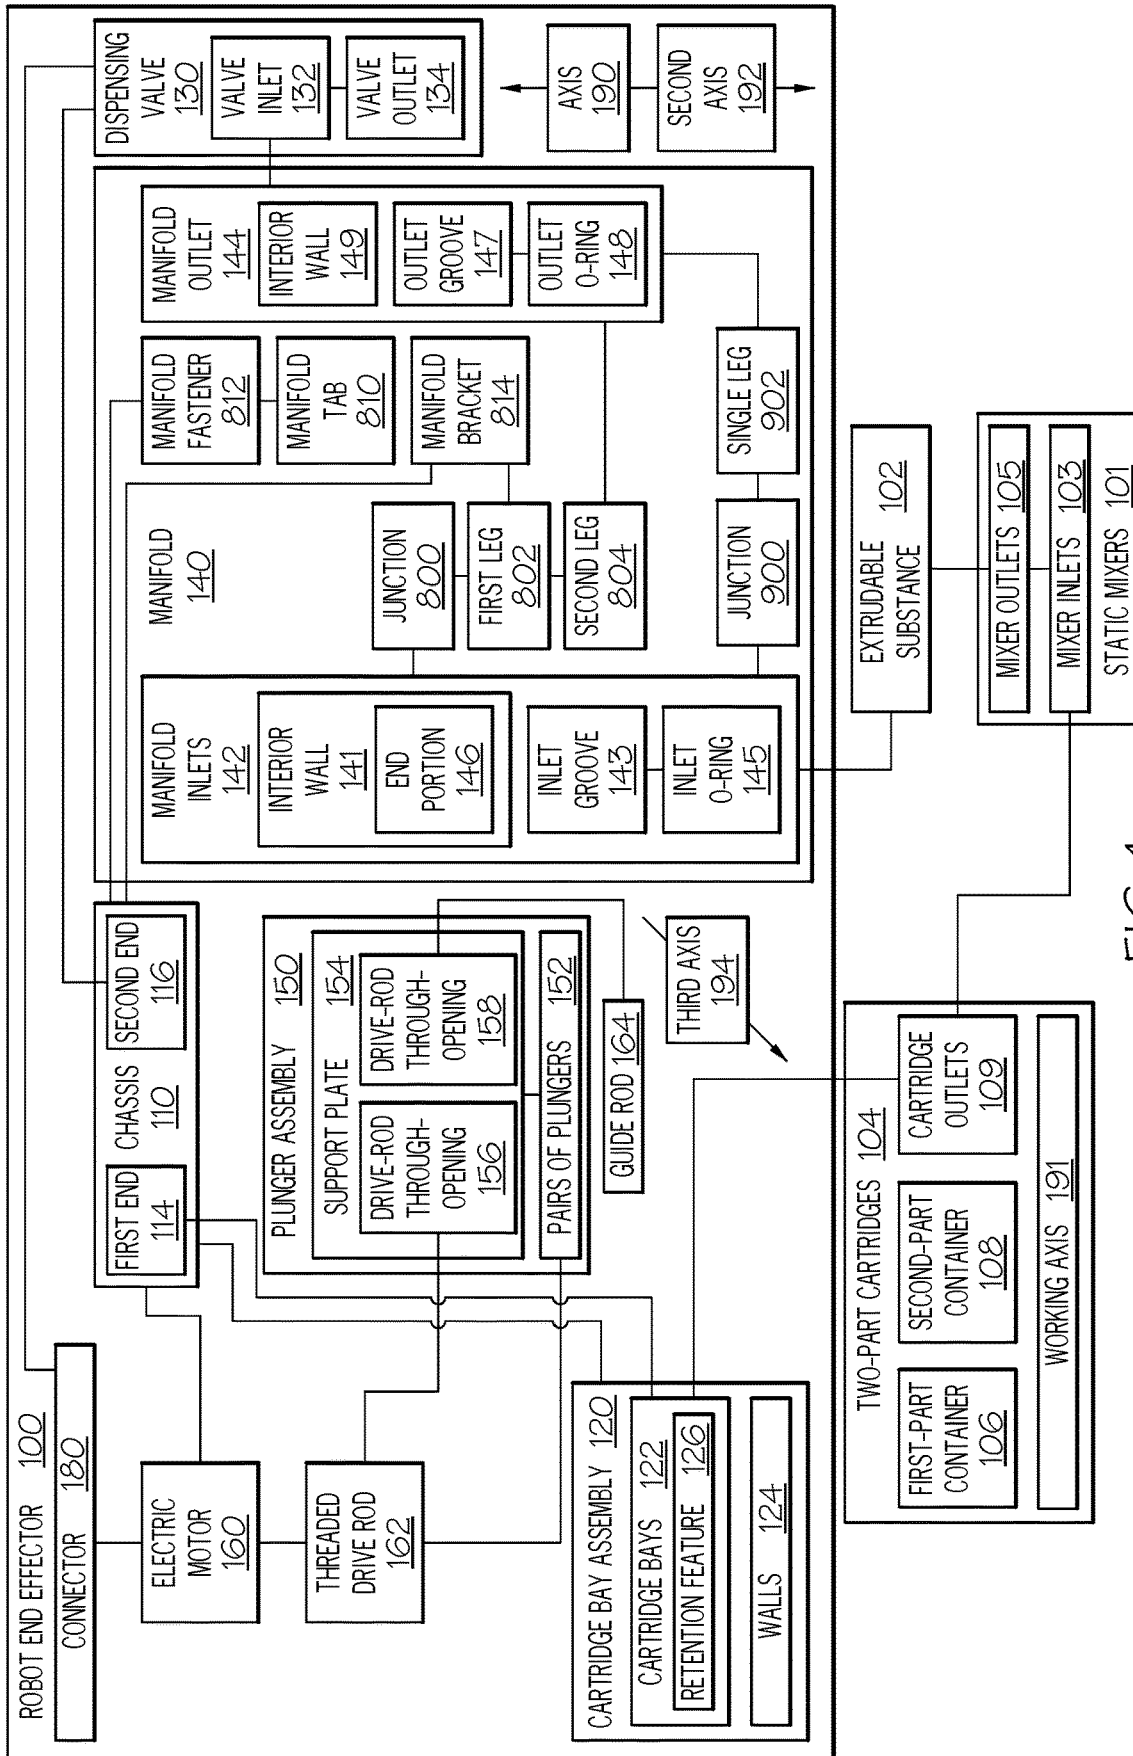 ROBOT END EFFECTOR 100
CONNECTOR 180
ELECTRIC
MOTOR
160
THREADED
DRIVE ROD
162
CARTRIDGE BAY ASSEMBLY 120
CARTRIDGE BAYS 122
RETENTION FEATURE 126
WALLS 124
FIRST END
114
CHASSIS
110
SECOND END
116
PLUNGER ASSEMBLY 150
SUPPORT PLATE 154
DRIVE-ROD
THROUGH-
OPENING
156
DRIVE-ROD
THROUGH-
OPENING
158
PAIRS OF PLUNGERS 152
GUIDE ROD 164
THIRD AXIS
194
MANIFOLD
140
MANIFOLD
INLETS
142
INTERIOR
WALL
141
END
PORTION
146
INLET
GROOVE
143
INLET
O-RING
145
JUNCTION
800
FIRST LEG
802
SECOND LEG
804
JUNCTION
900
MANIFOLD
FASTENER
812
MANIFOLD
TAB
810
MANIFOLD
BRACKET
814
SINGLE LEG
902
MANIFOLD
OUTLET
144
INTERIOR
WALL
149
OUTLET
GROOVE
147
OUTLET
O-RING
148
DISPENSING
VALVE
130
VALVE
INLET
132
VALVE
OUTLET
134
AXIS
190
SECOND
AXIS
192
TWO-PART CARTRIDGES 104
FIRST-PART
CONTAINER
106
SECOND-PART
CONTAINER
108
CARTRIDGE
OUTLETS
109
WORKING AXIS 191
EXTRUDABLE
SUBSTANCE
102
MIXER OUTLETS 105
MIXER INLETS 103
STATIC MIXERS 101